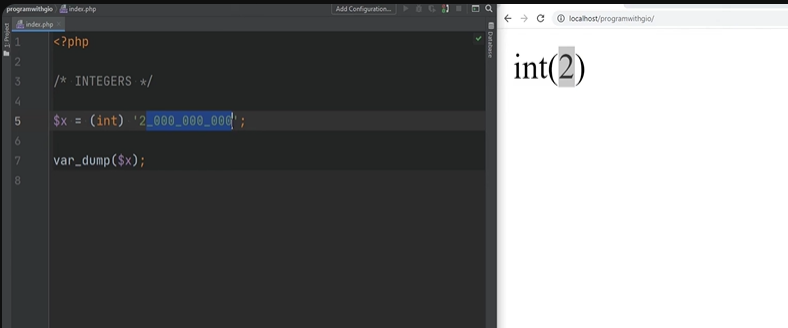 programwithgio index.php
Add Configuration...
index.php
1: Project
Database
1 <?php
2
3 /* INTEGERS */
4
5 $x = (int) '2_000_000_000';
6
7 var_dump($x);
8
localhost/programwithgio/
int(2)